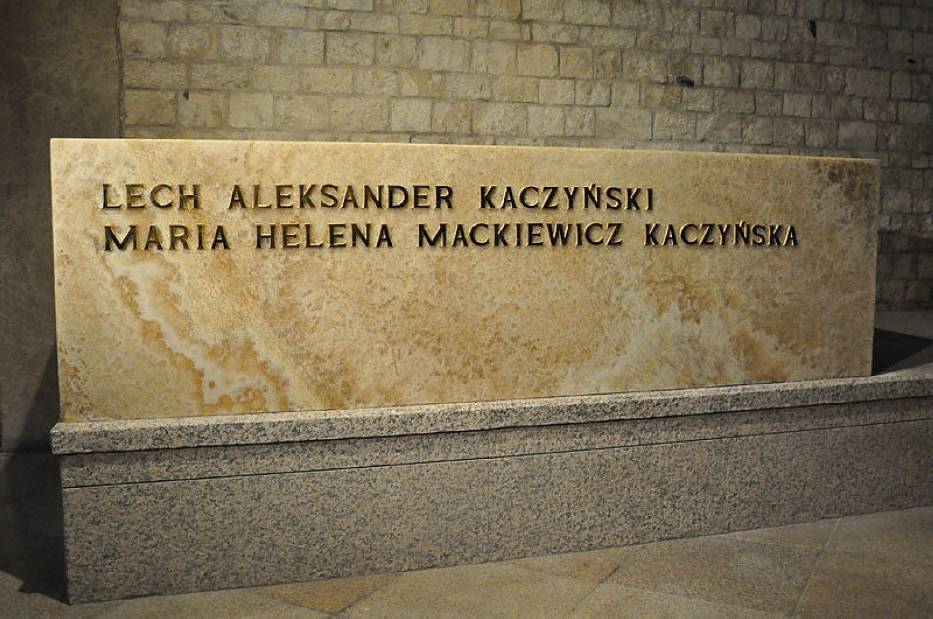 LECH ALEKSANDER KACZYŃSKI
MARIA HELENA MACKIEWICZ KACZYŃSKA